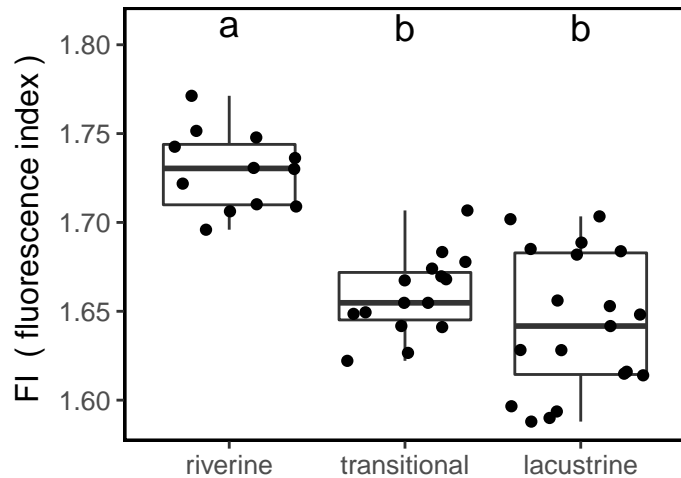 a b b
FI ( fluorescence index )
1.80
1.75
1.70
1.65
1.60
riverine transitional lacustrine